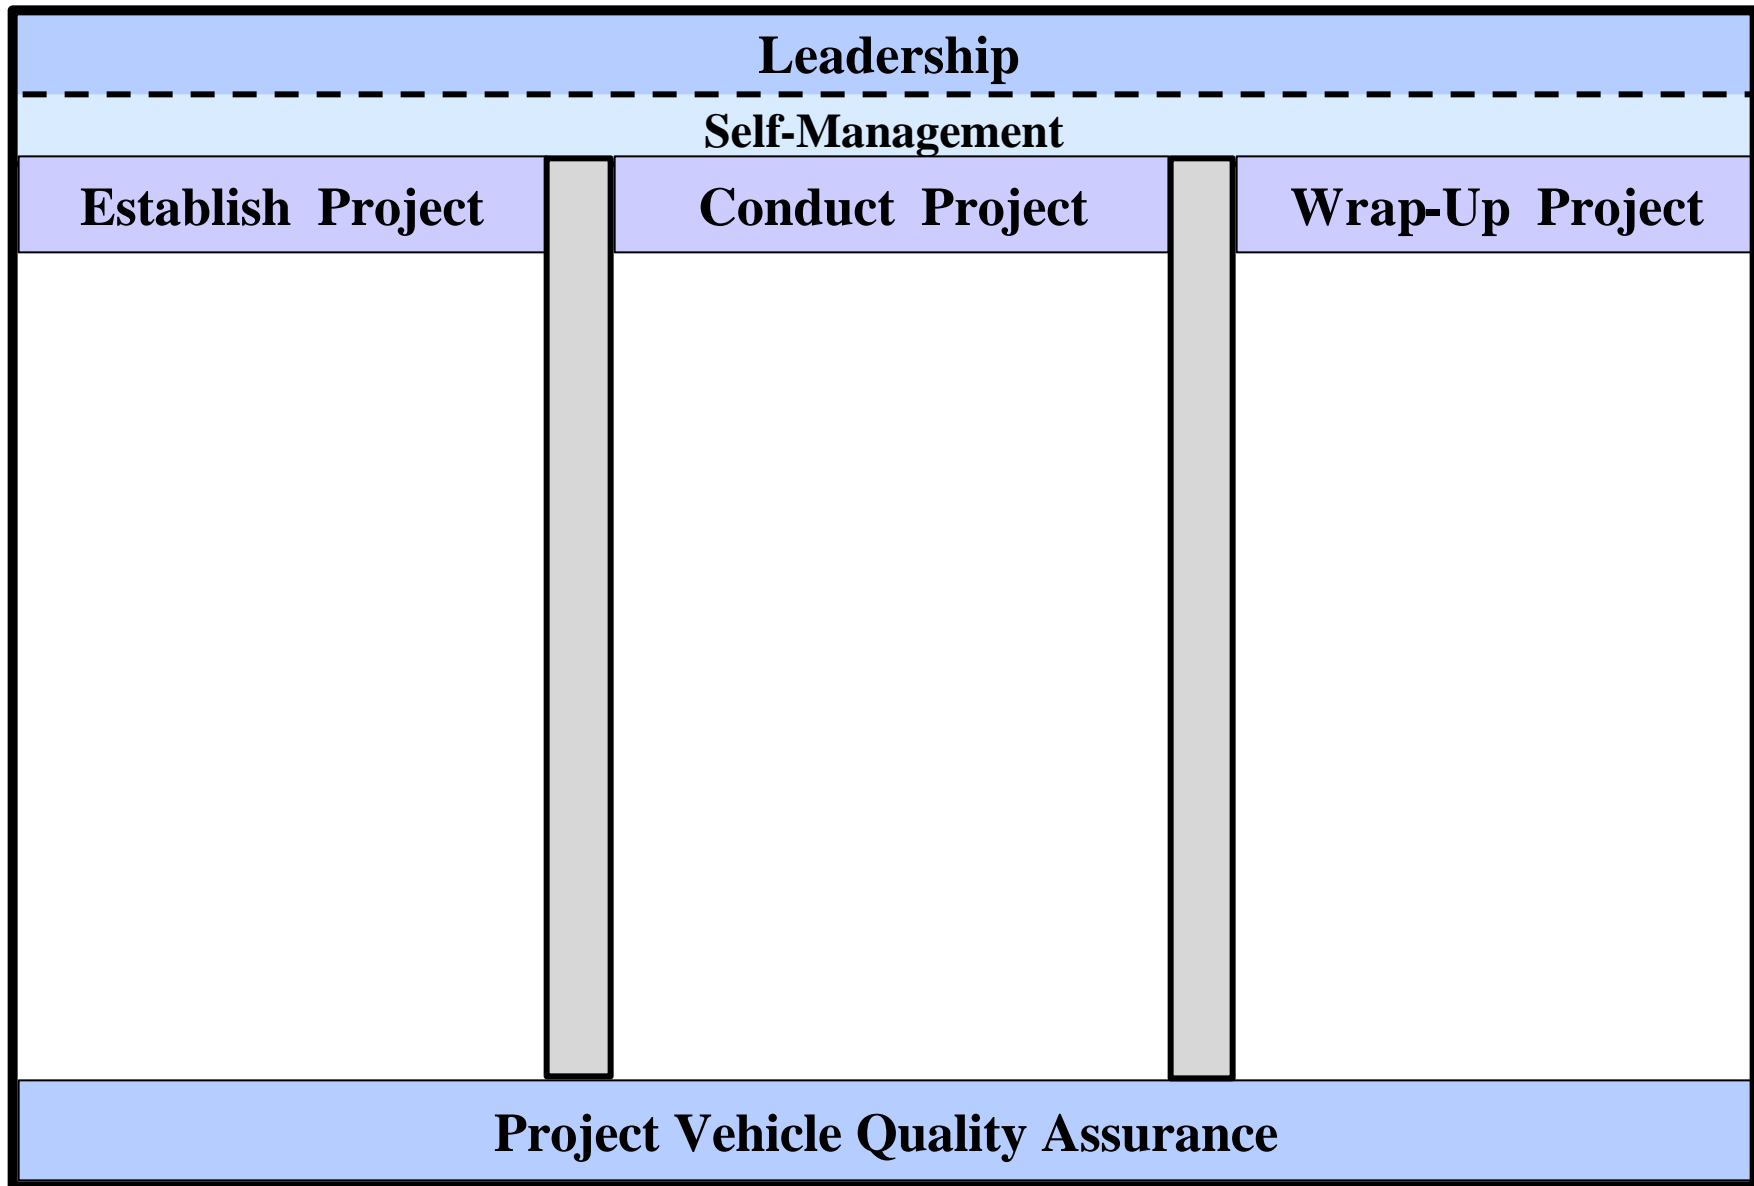 Leadership
Self-Management
Establish Project
Conduct Project
Wrap-Up Project
Project Vehicle Quality Assurance